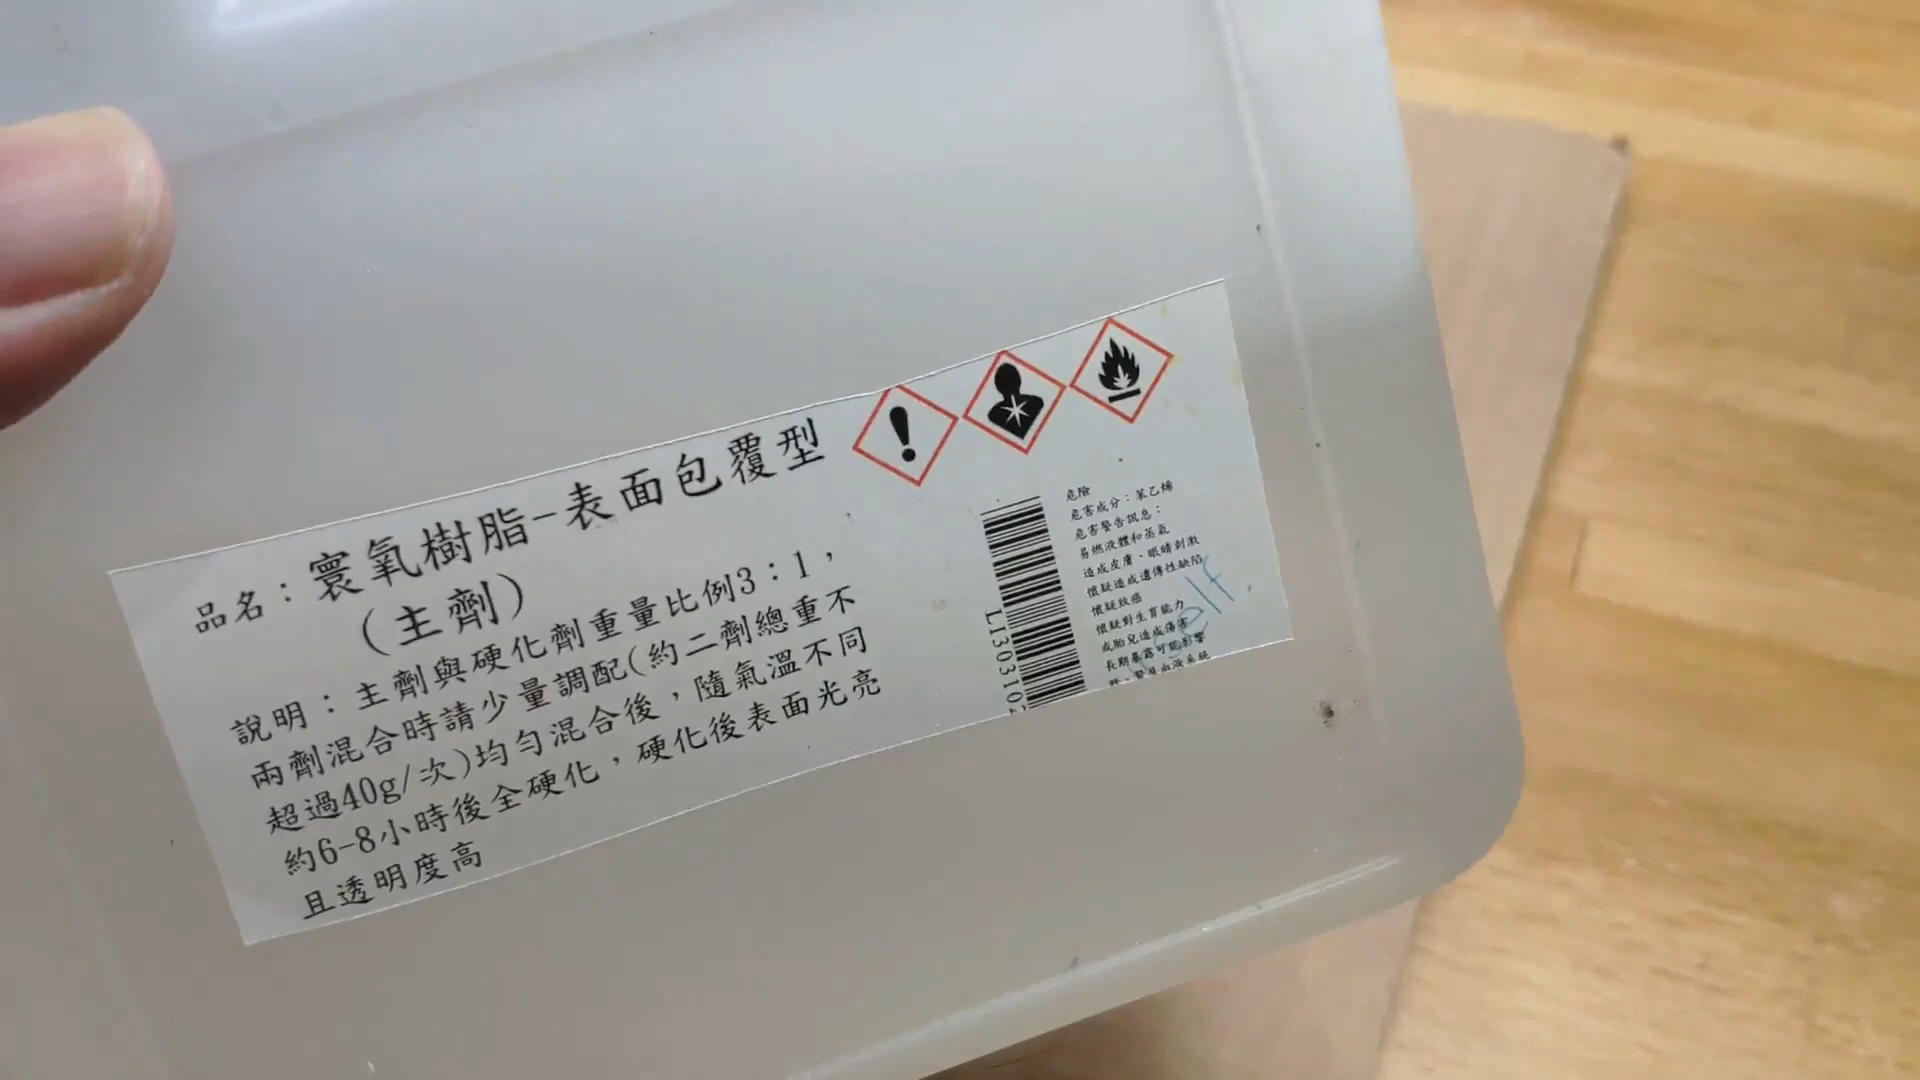 品名：寰氧樹脂-表面包覆型
(主劑)
說明：主劑與硬化劑重量比例3：1，
兩劑混合時請少量調配(約二劑總重不
超過40g/次)均勻混合後，隨氣溫不同
約6-8小時後全硬化，硬化後表面光亮
且透明度高
L1303102
危險
危害成分：苯乙烯
危害警告訊息：
易燃液體和蒸氣
造成皮膚、眼睛刺激
懷疑造成遺傳性缺陷
懷疑致癌
懷疑對生育能力
或胎兒造成傷害
長期暴露可能影響
self.